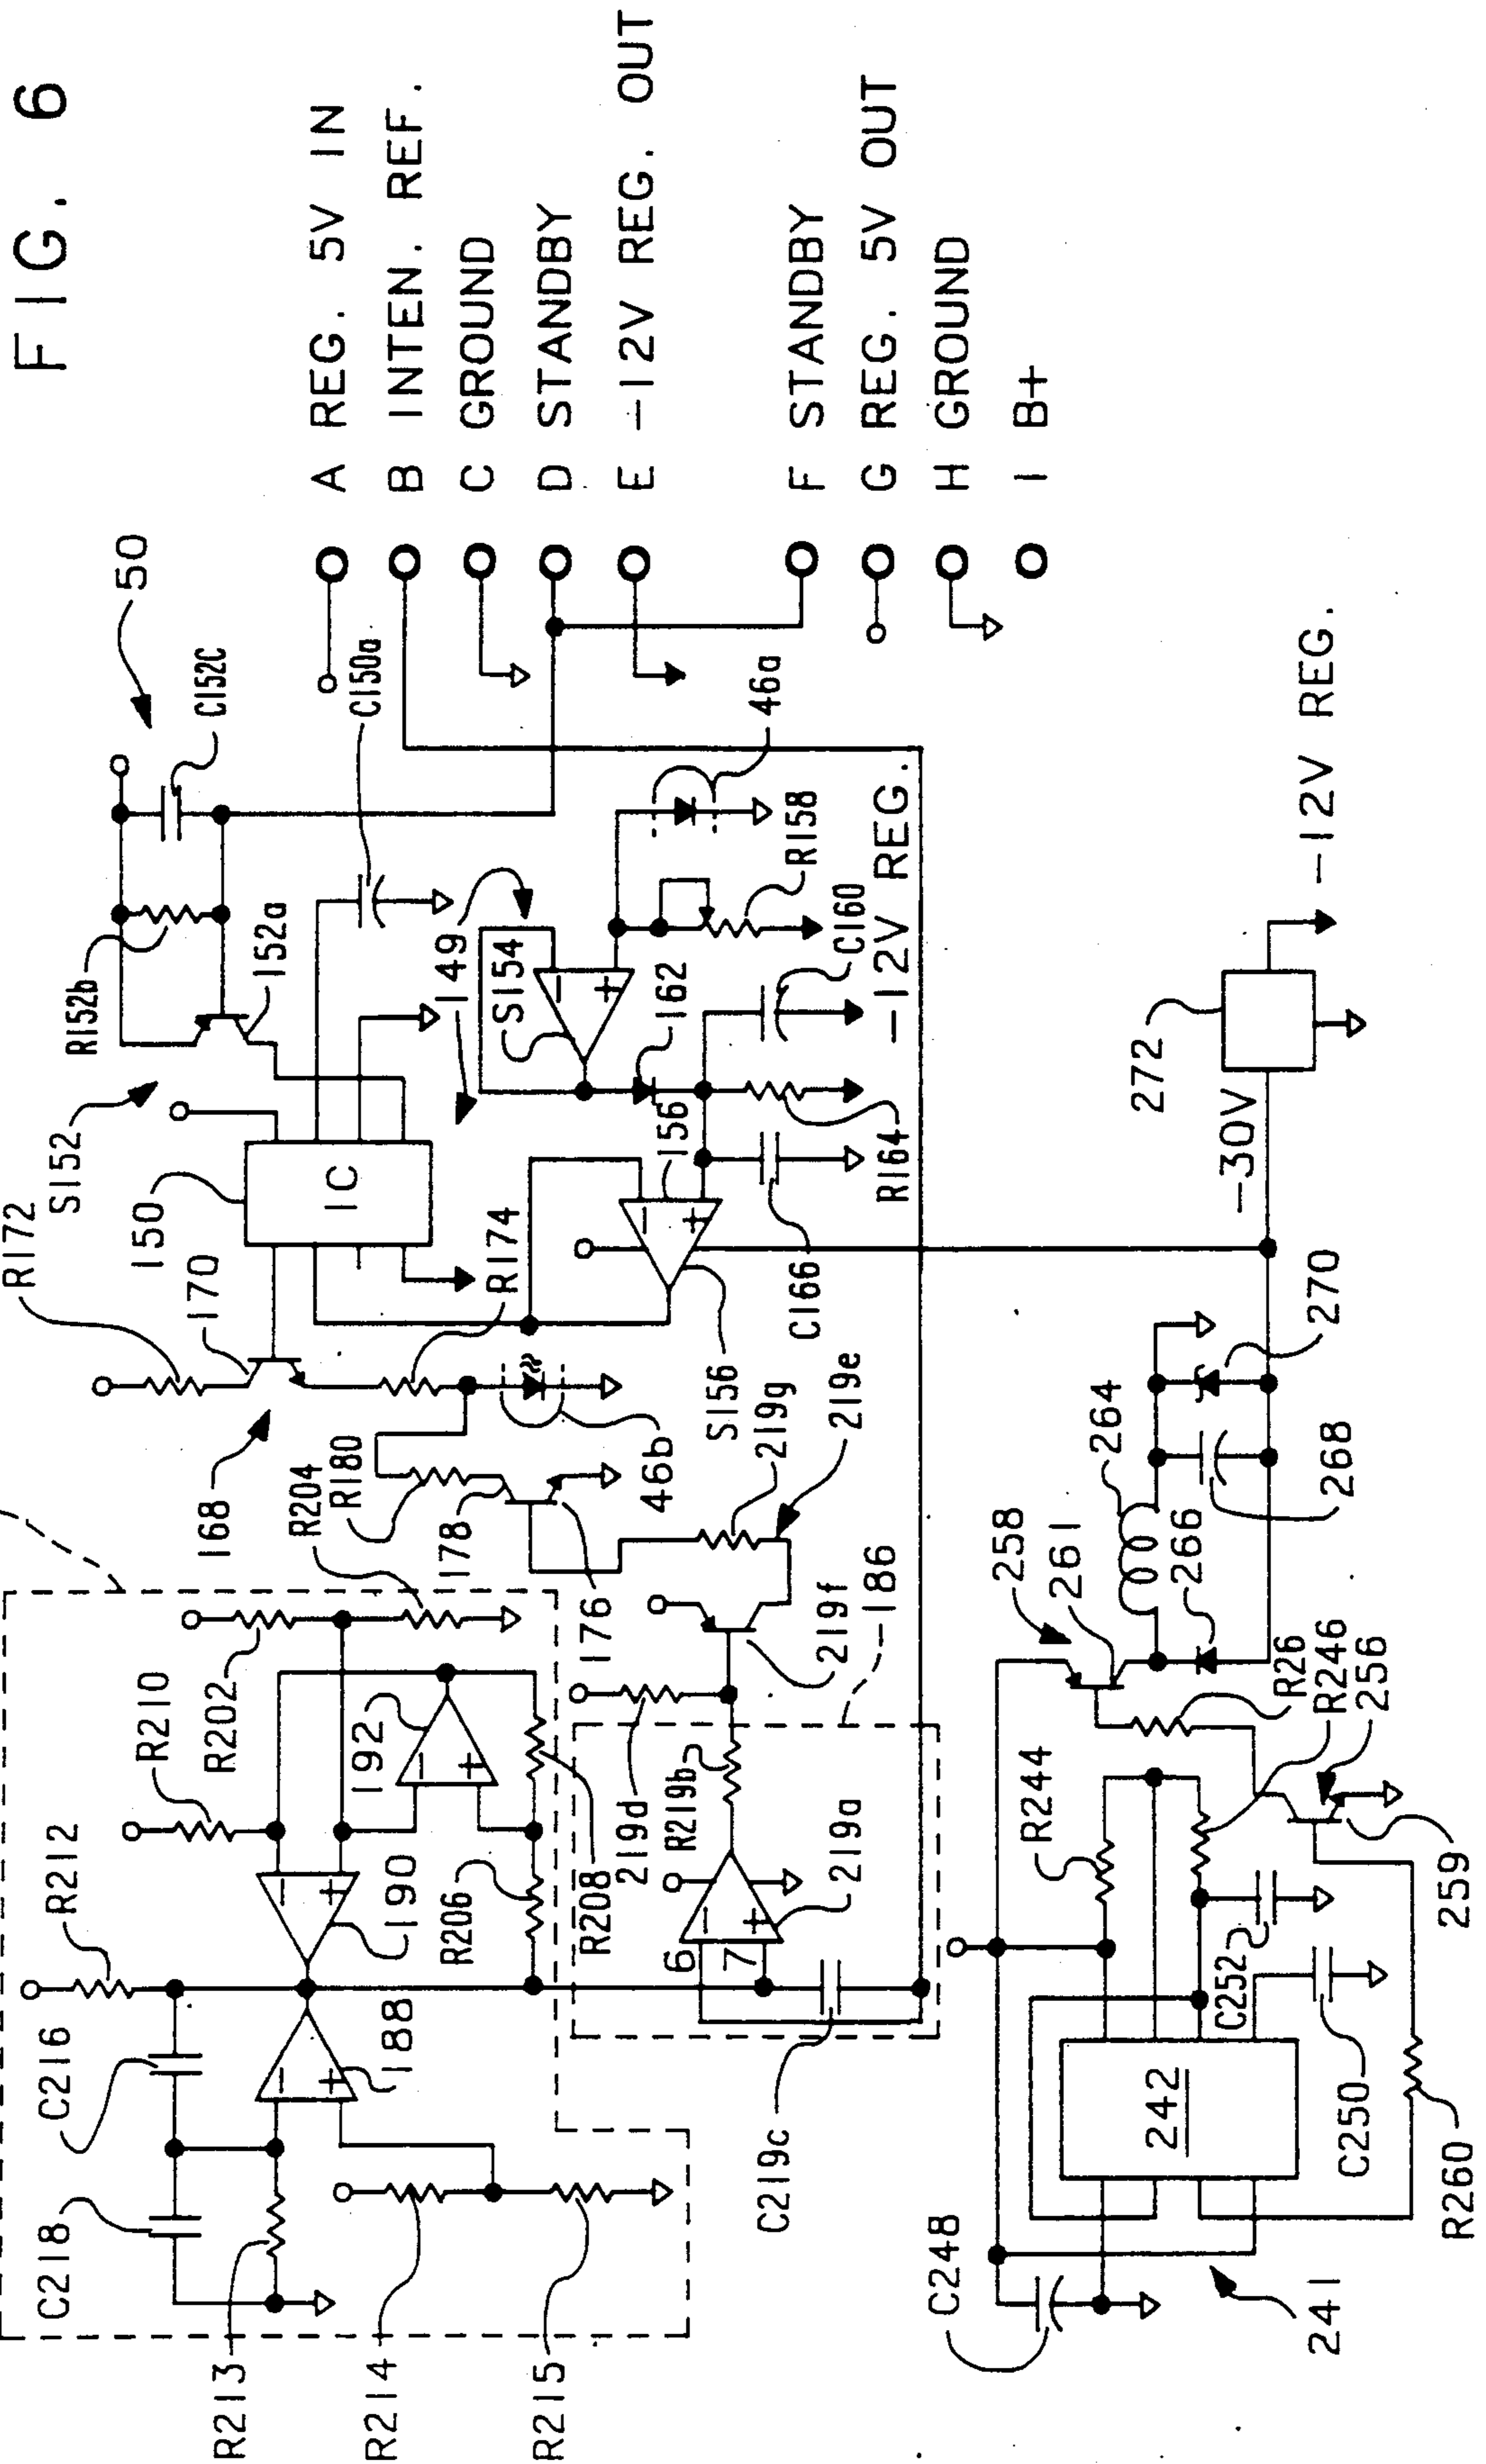 FIG. 6
50
A REG. 5V IN
B INTEN. REF.
C GROUND
D STANDBY
E -12V REG. OUT
F STANDBY
G REG. 5V OUT
H GROUND
I B+
C152C
R152b
152a
C150a
S152
150
IC
R172
170
168
149
S154
46a
R158
162
C160
-12V REG.
156
R164
C166
S156
R174
46b
R180
R204
178
176
219g
219e
219f
186
R210
R202
192
R212
190
R206
R208
C216
188
C218
R213
R214
R215
219d
R219b
219a
6
7
C219c
258
261
264
266
268
270
272
-30V
-12V REG.
R26
R246
256
R244
259
C252
C250
242
R260
C248
241